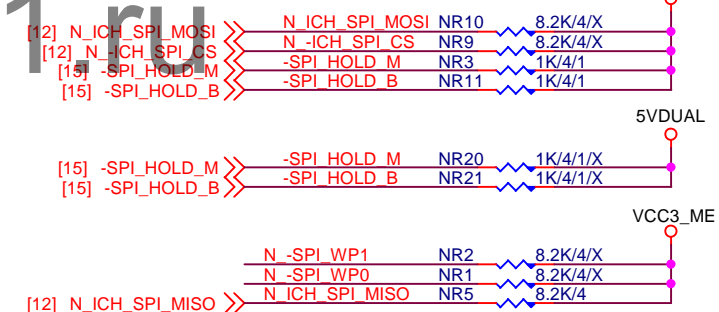 [12] N_ICH_SPI_MOSI N_ICH_SPI_MOSI NR10 8.2K/4/X
[12] N_-ICH_SPI_CS N_-ICH_SPI_CS NR9 8.2K/4/X
[15] -SPI_HOLD_M -SPI_HOLD_M NR3 1K/4/1
[15] -SPI_HOLD_B -SPI_HOLD_B NR11 1K/4/1
1.ru
5VDUAL
[15] -SPI_HOLD_M -SPI_HOLD_M NR20 1K/4/1/X
[15] -SPI_HOLD_B -SPI_HOLD_B NR21 1K/4/1/X
VCC3_ME
N_-SPI_WP1 NR2 8.2K/4/X
N_-SPI_WP0 NR1 8.2K/4/X
[12] N_ICH_SPI_MISO N_ICH_SPI_MISO NR5 8.2K/4